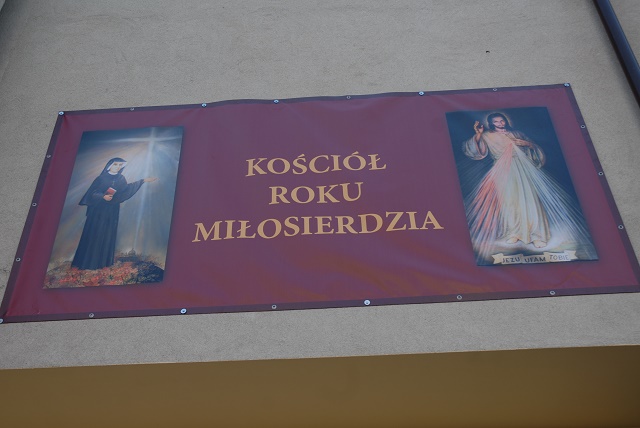 KOŚCIÓŁ
ROKU
MIŁOSIERDZIA
JEZU UFAM TOBIE